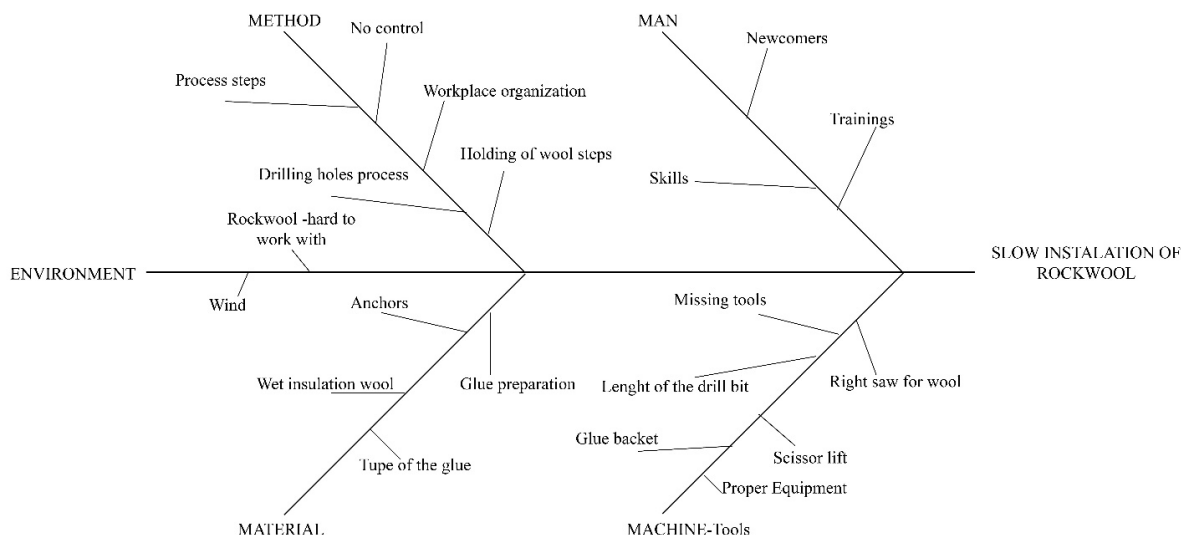 METHOD
MAN
No control
Newcomers
Process steps
Workplace organization
Trainings
Holding of wool steps
Drilling holes process
Skills
Rockwool -hard to
work with
ENVIRONMENT
SLOW INSTALATION OF
ROCKWOOL
Wind
Anchors
Missing tools
Wet insulation wool
Glue preparation
Lenght of the drill bit
Right saw for wool
Glue backet
Tupe of the glue
Scissor lift
Proper Equipment
MATERIAL
MACHINE-Tools